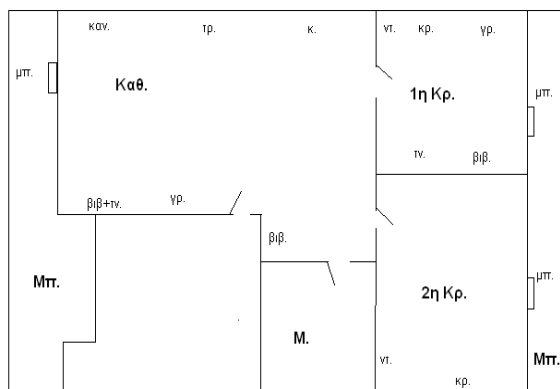 καν.
τρ.
κ.
ντ.
κρ.
γρ.
μπ.
Καθ.
1η Κρ.
μπ.
τν.
βιβ.
βιβ+τν.
γρ.
βιβ.
Μπ.
μπ.
2η Κρ.
Μ.
ντ.
κρ.
Μπ.